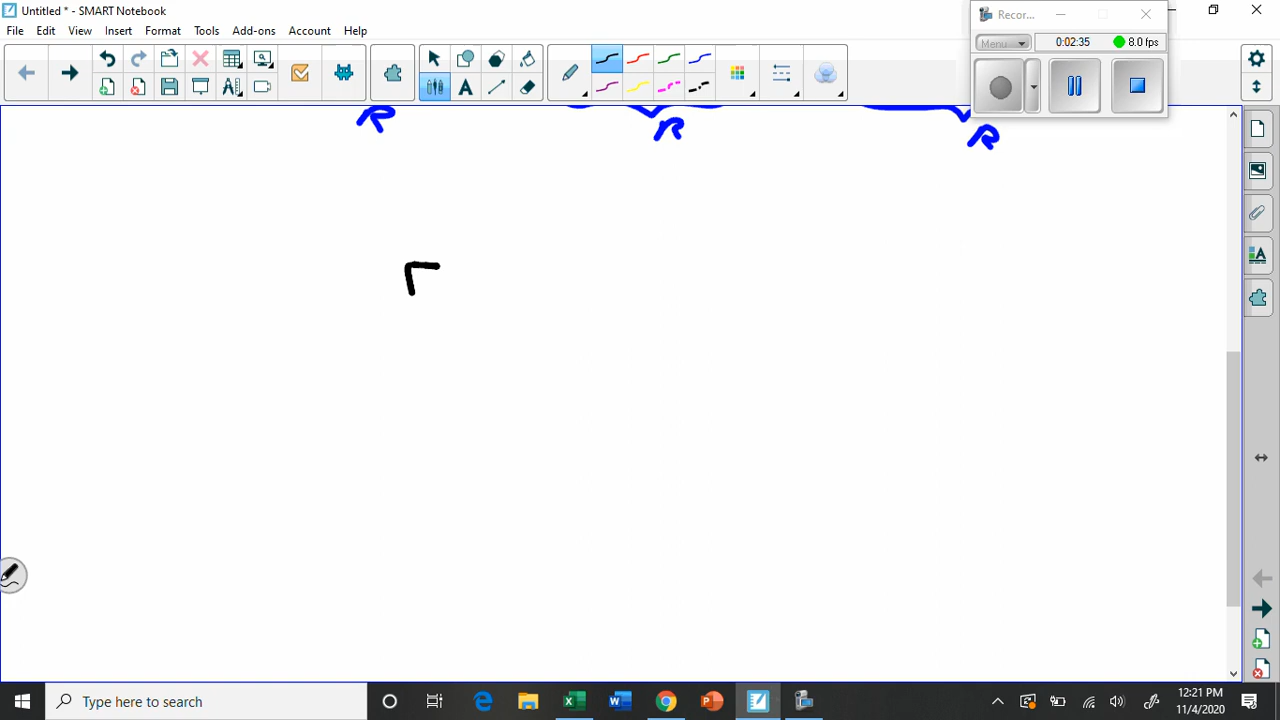 Untitled * - SMART Notebook
Recor...
File Edit View Insert Format Tools Add-ons Account Help
Menu 0:02:35 8.0 fps
A
R R R
Type here to search
12:21 PM
11/4/2020